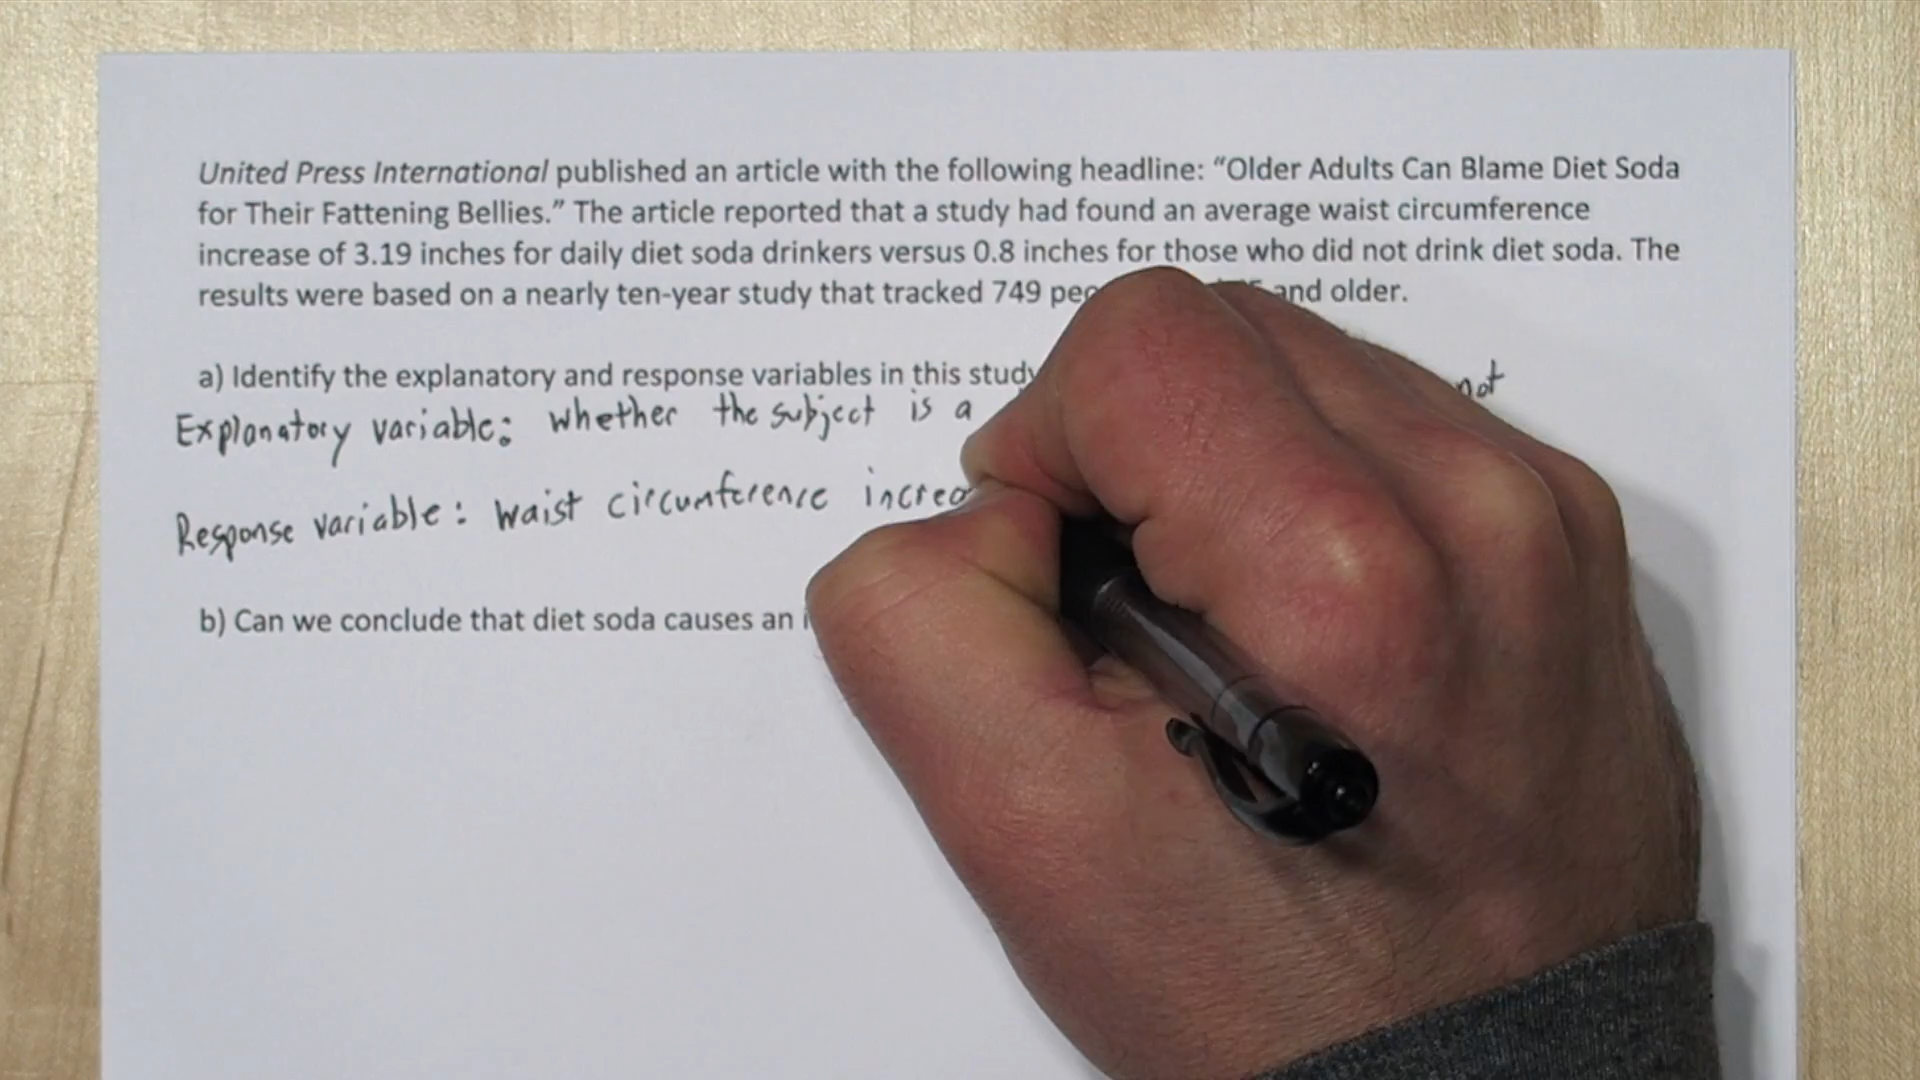 United Press International published an article with the following headline: “Older Adults Can Blame Diet Soda
for Their Fattening Bellies.” The article reported that a study had found an average waist circumference
increase of 3.19 inches for daily diet soda drinkers versus 0.8 inches for those who did not drink diet soda. The
results were based on a nearly ten-year study that tracked 749 and older.
a) Identify the explanatory and response variables in this study
Explanatory variable: whether the subject is a not
Response variable: waist circumference
b) Can we conclude that diet soda causes an